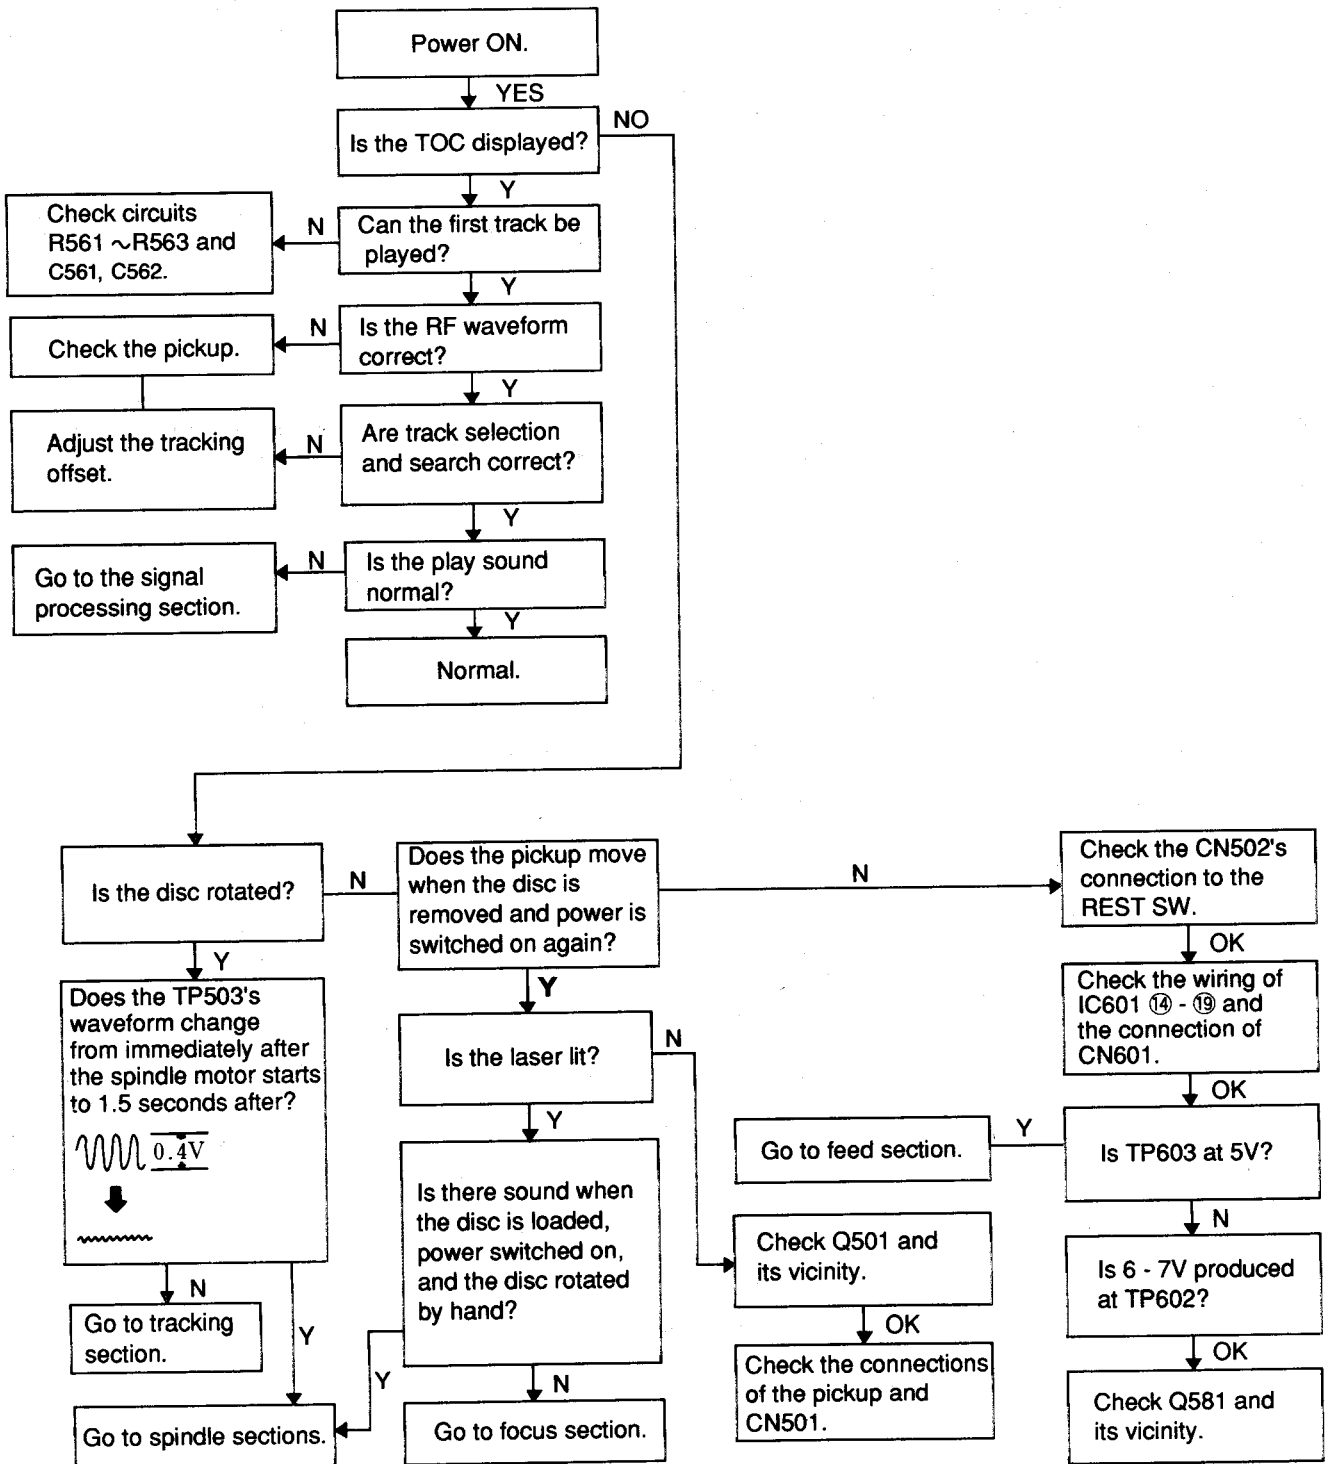 Power ON.
YES
Is the TOC displayed?
NO
Y
Can the first track be
played?
N
Check circuits
R561 ~R563 and
C561, C562.
Y
Is the RF waveform
correct?
N
Check the pickup.
Y
Are track selection
and search correct?
N
Adjust the tracking
offset.
Y
Is the play sound
normal?
N
Go to the signal
processing section.
Y
Normal.
Is the disc rotated?
N
Does the pickup move
when the disc is
removed and power is
switched on again?
N
Check the CN502's
connection to the
REST SW.
OK
Check the wiring of
IC601 ⑭ - ⑲ and
the connection of
CN601.
OK
Is TP603 at 5V?
Y
Go to feed section.
N
Is 6 - 7V produced
at TP602?
OK
Check Q581 and
its vicinity.
Y
Is the laser lit?
N
Check Q501 and
its vicinity.
OK
Check the connections
of the pickup and
CN501.
Y
Is there sound when
the disc is loaded,
power switched on,
and the disc rotated
by hand?
Y
N
Go to focus section.
Y
Does the TP503's
waveform change
from immediately after
the spindle motor starts
to 1.5 seconds after?
0.4V
N
Go to tracking
section.
Y
Go to spindle sections.